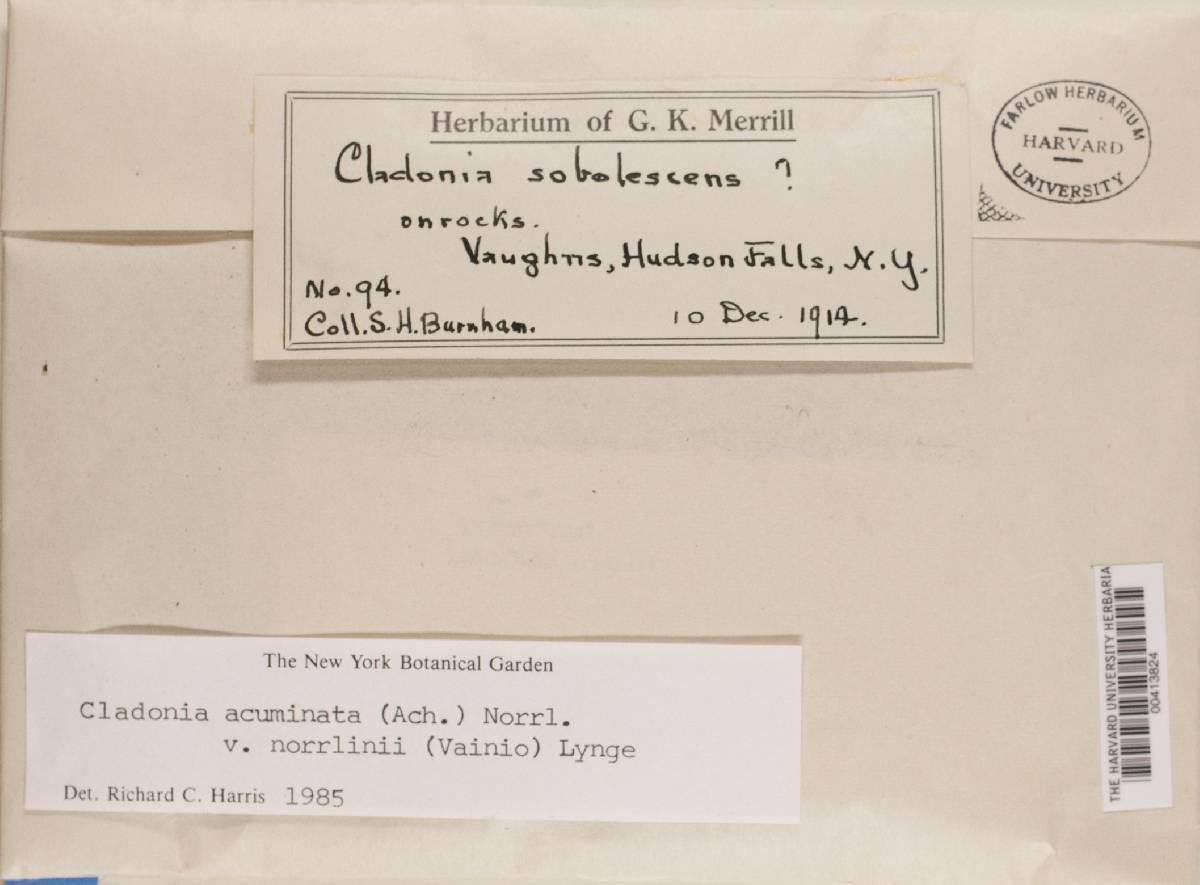 Herbarium of G. K. Merrill
Cladonia sobolescens ?
on rocks.
Vaughns, Hudson Falls, N.Y.
No. 94.
Coll. S. H. Burnham.
10 Dec. 1914.
FARLOW HERBARIUM
HARVARD
UNIVERSITY
The New York Botanical Garden
Cladonia acuminata (Ach.) Norrl.
v. norrlinii (Vainio) Lynge
Det. Richard C. Harris 1985
THE HARVARD UNIVERSITY HERBARIA
00413824